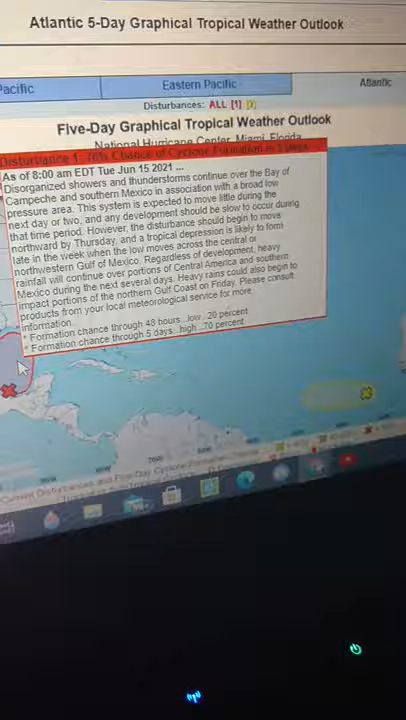 Atlantic 5-Day Graphical Tropical Weather Outlook
Pacific
Eastern Pacific
Atlantic
Disturbances: ALL [1] [2]
Five-Day Graphical Tropical Weather Outlook
National Hurricane Center Miami, Florida
Disturbance 1: 70% Chance of Cyclone Formation in 5 Days
As of 8:00 am EDT Tue Jun 15 2021 ...
Disorganized showers and thunderstorms continue over the Bay of
Campeche and southern Mexico in association with a broad low
pressure area. This system is expected to move little during the
next day or two, and any development should be slow to occur during
that time period. However, the disturbance should begin to move
northward by Thursday, and a tropical depression is likely to form
late in the week when the low moves across the central or
northwestern Gulf of Mexico. Regardless of development, heavy
rainfall will continue over portions of Central America and southern
Mexico during the next several days. Heavy rains could also begin to
impact portions of the northern Gulf Coast on Friday. Please consult
products from your local meteorological service for more
information.
* Formation chance through 48 hours...low...20 percent
* Formation chance through 5 days...high...70 percent
Current Disturbances and Five-Day Cyclone Formation